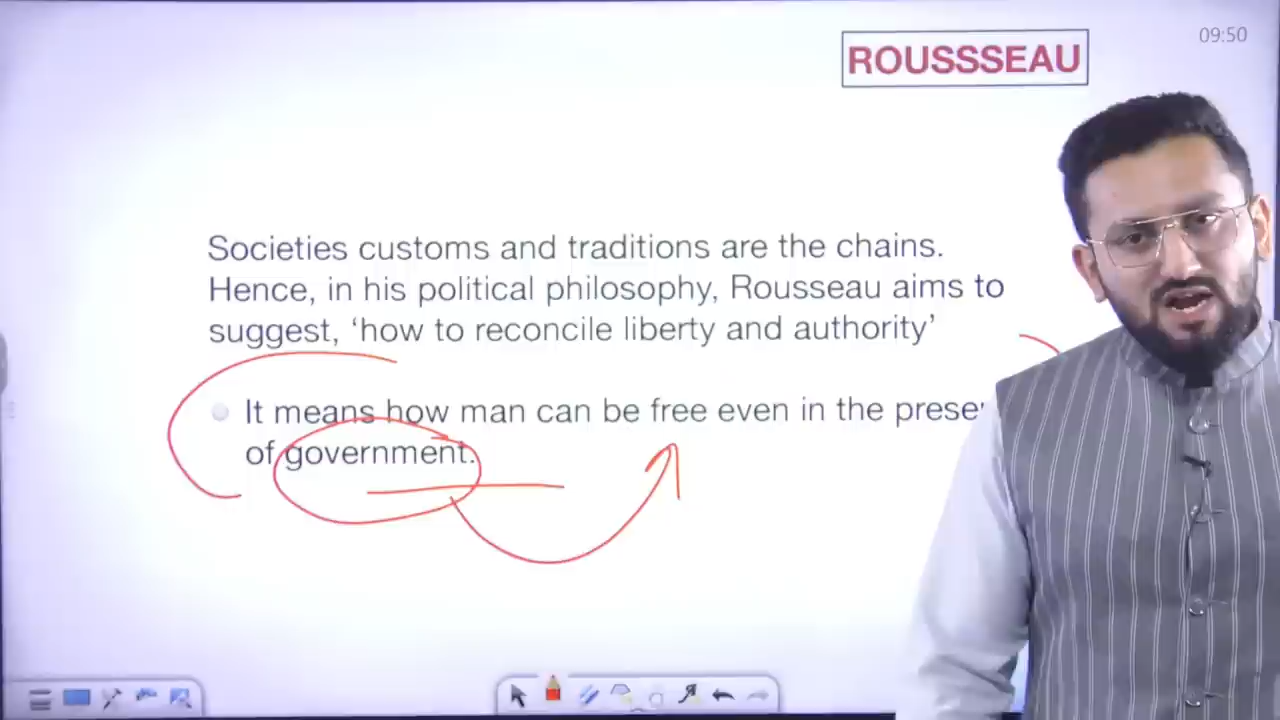 09:50
ROUSSSEAU
Societies customs and traditions are the chains.
Hence, in his political philosophy, Rousseau aims to
suggest, ‘how to reconcile liberty and authority’
It means how man can be free even in the
of government.